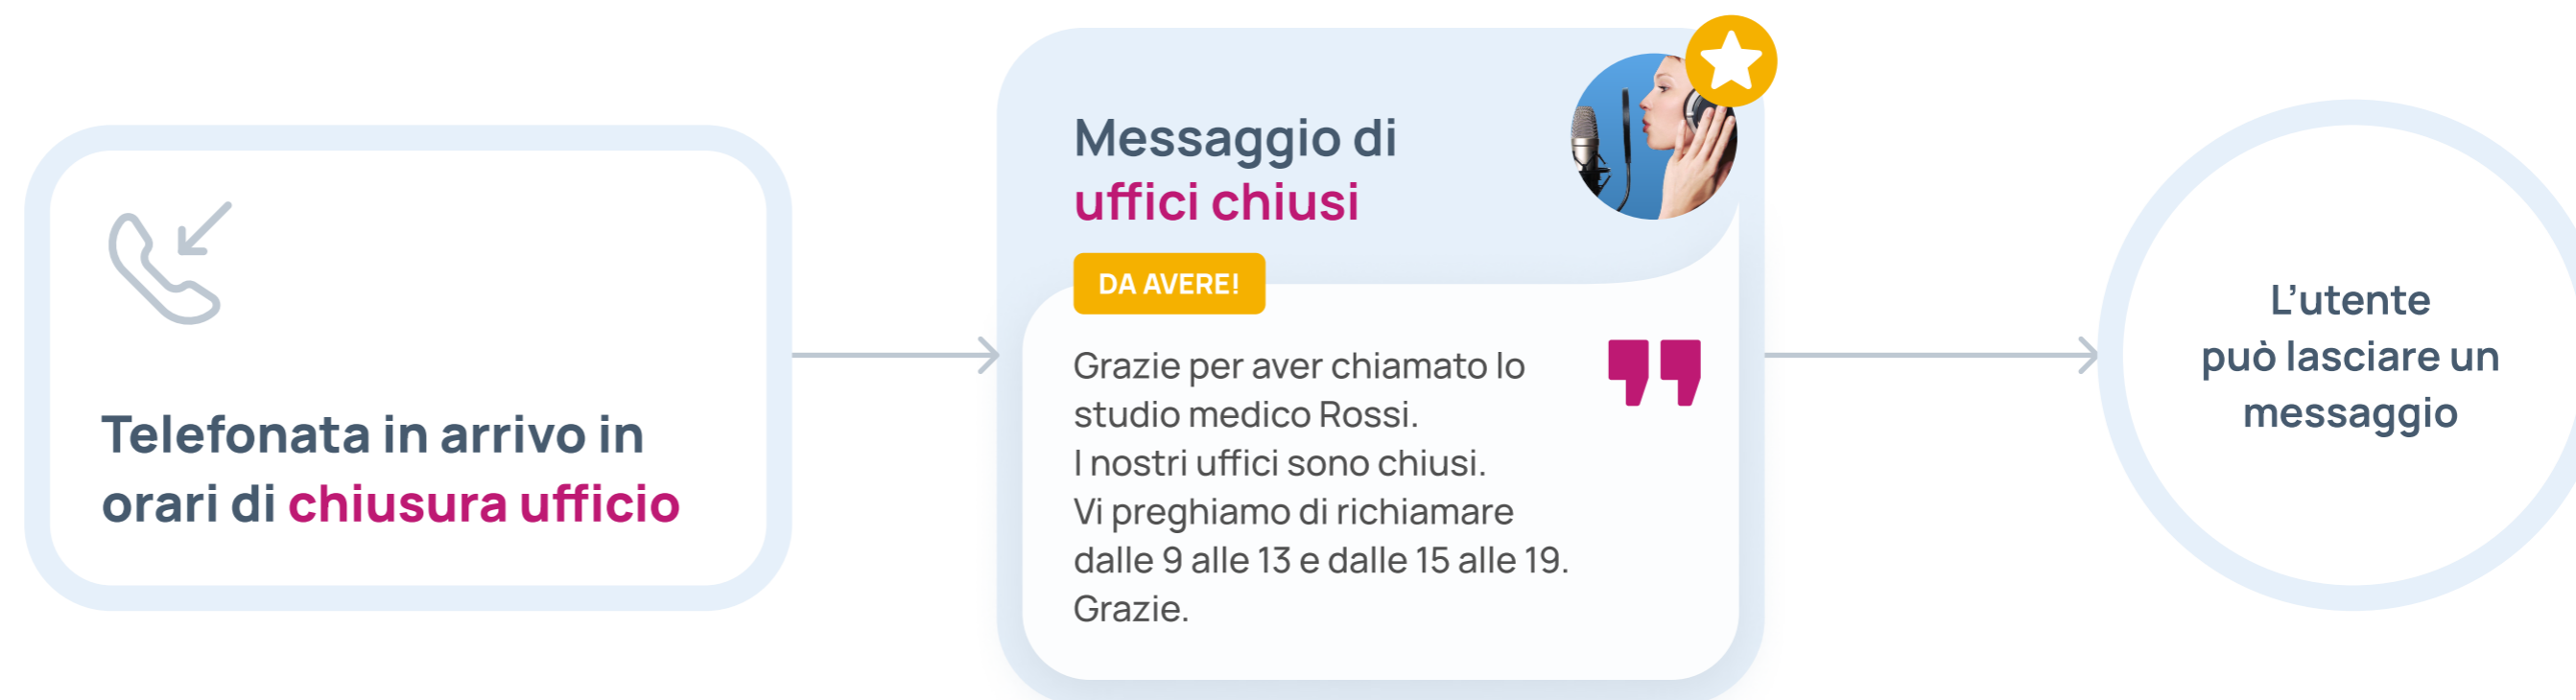 Telefonata in arrivo in
orari di chiusura ufficio
Messaggio di
uffici chiusi
DA AVERE!
Grazie per aver chiamato lo
studio medico Rossi.
I nostri uffici sono chiusi.
Vi preghiamo di richiamare
dalle 9 alle 13 e dalle 15 alle 19.
Grazie.
L’utente
può lasciare un
messaggio